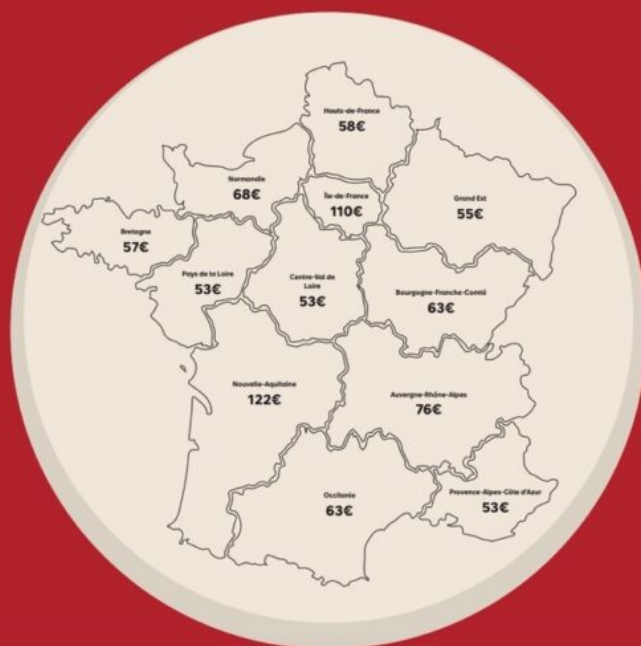 Hauts-de-France
58€
Normandie
68€
Île-de-France
110€
Grand Est
55€
Bretagne
57€
Pays de la Loire
53€
Centre-Val de
Loire
53€
Bourgogne-Franche-Comté
63€
Nouvelle-Aquitaine
122€
Auvergne-Rhône-Alpes
76€
Occitanie
63€
Provence-Alpes-Côte d'Azur
53€